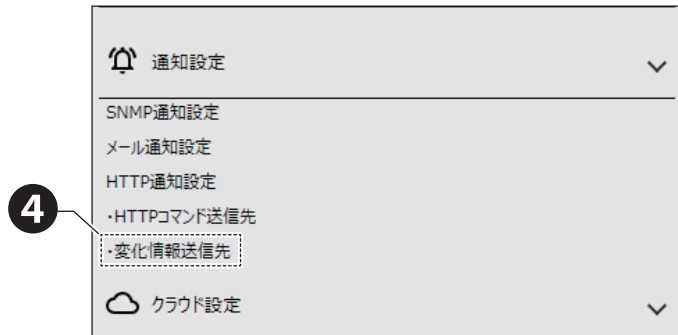 通知設定
SNMP通知設定
メール通知設定
HTTP通知設定
・HTTPコマンド送信先
4
・変化情報送信先
クラウド設定